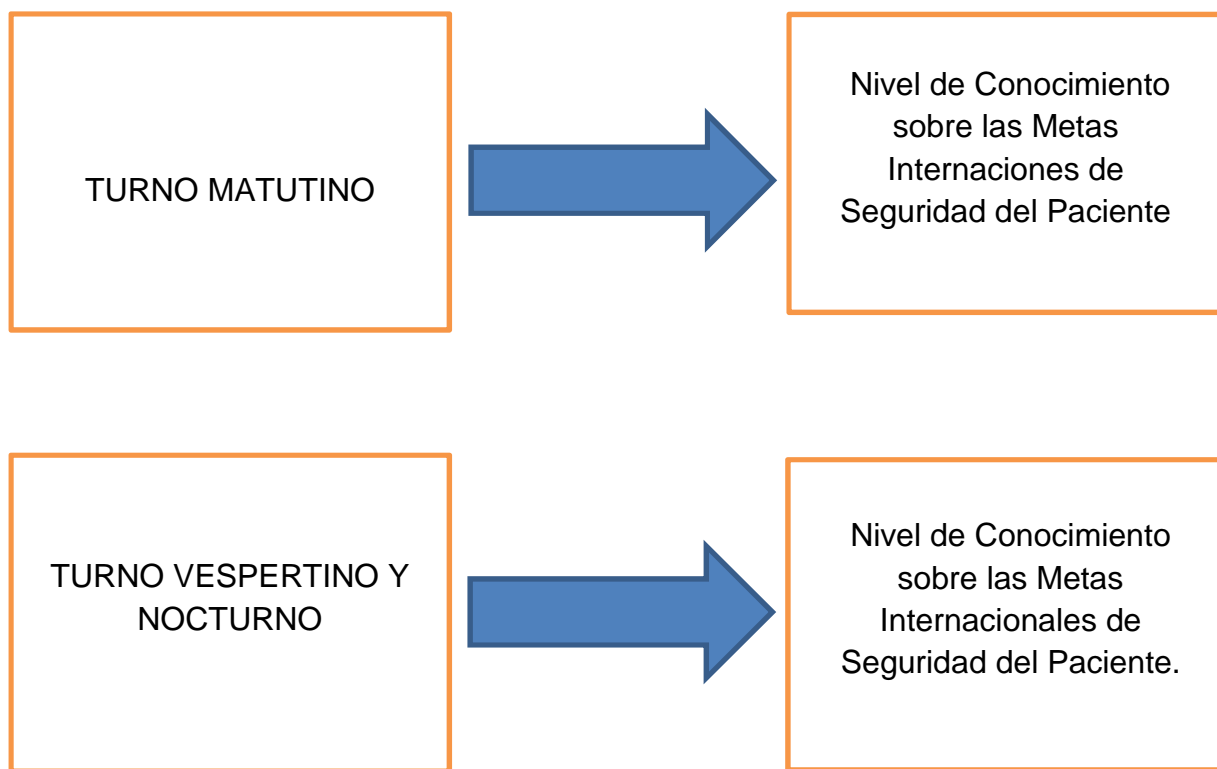 TURNO MATUTINO
Nivel de Conocimiento
sobre las Metas
Internaciones de
Seguridad del Paciente
TURNO VESPERTINO Y
NOCTURNO
Nivel de Conocimiento
sobre las Metas
Internacionales de
Seguridad del Paciente.